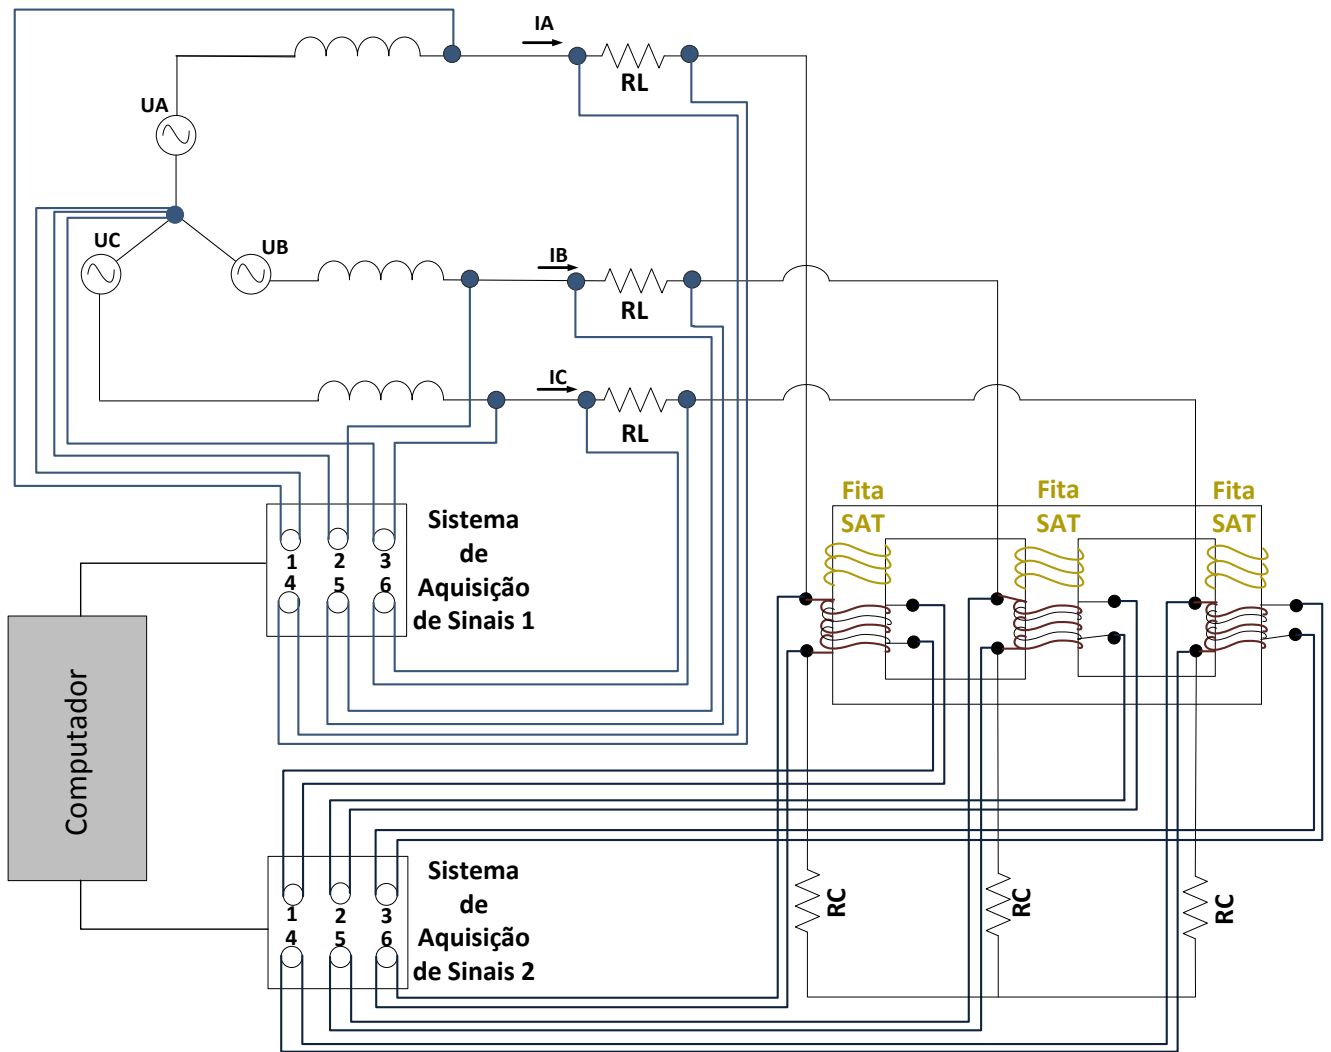 IA
RL
UA
UC
UB
IB
RL
IC
RL
Fita
SAT
Fita
SAT
Fita
SAT
1 2 3
4 5 6
Sistema
de
Aquisição
de Sinais 1
Computador
1 2 3
4 5 6
Sistema
de
Aquisição
de Sinais 2
RC
RC
RC